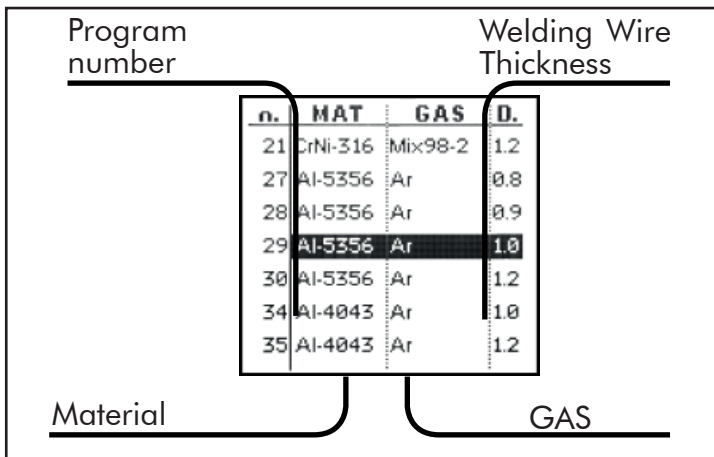 Program
number
Welding Wire
Thickness
n. MAT GAS D.
21 CrNi-316 Mix98-2 1.2
27 Al-5356 Ar 0.8
28 Al-5356 Ar 0.9
29 Al-5356 Ar 1.0
30 Al-5356 Ar 1.2
34 Al-4043 Ar 1.0
35 Al-4043 Ar 1.2
Material
GAS